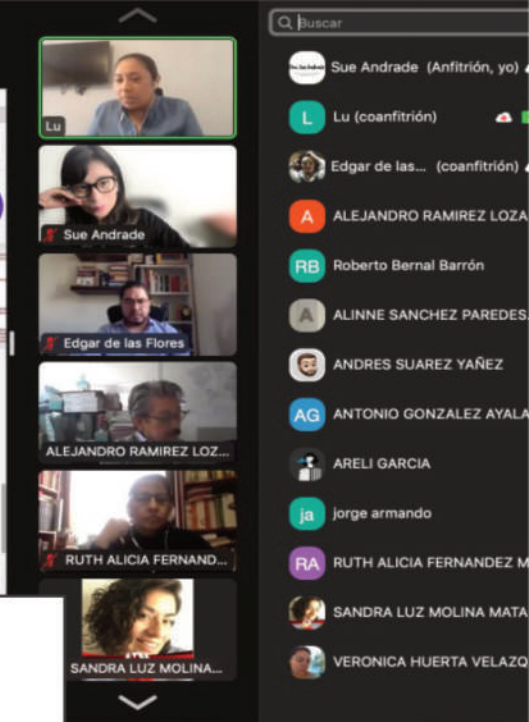 Lu
Sue Andrade
Edgar de las Flores
ALEJANDRO RAMIREZ LOZ...
RUTH ALICIA FERNAND...
SANDRA LUZ MOLINA...
Buscar
Sue Andrade (Anfitrión, yo)
L Lu (coanfitrión)
Edgar de las... (coanfitrión)
A ALEJANDRO RAMIREZ LOZA
RB Roberto Bernal Barrón
A ALINNE SANCHEZ PAREDES
ANDRES SUAREZ YAÑEZ
AG ANTONIO GONZALEZ AYALA
ARELI GARCIA
ja jorge armando
RA RUTH ALICIA FERNANDEZ M
SANDRA LUZ MOLINA MATA
VERONICA HUERTA VELAZQ